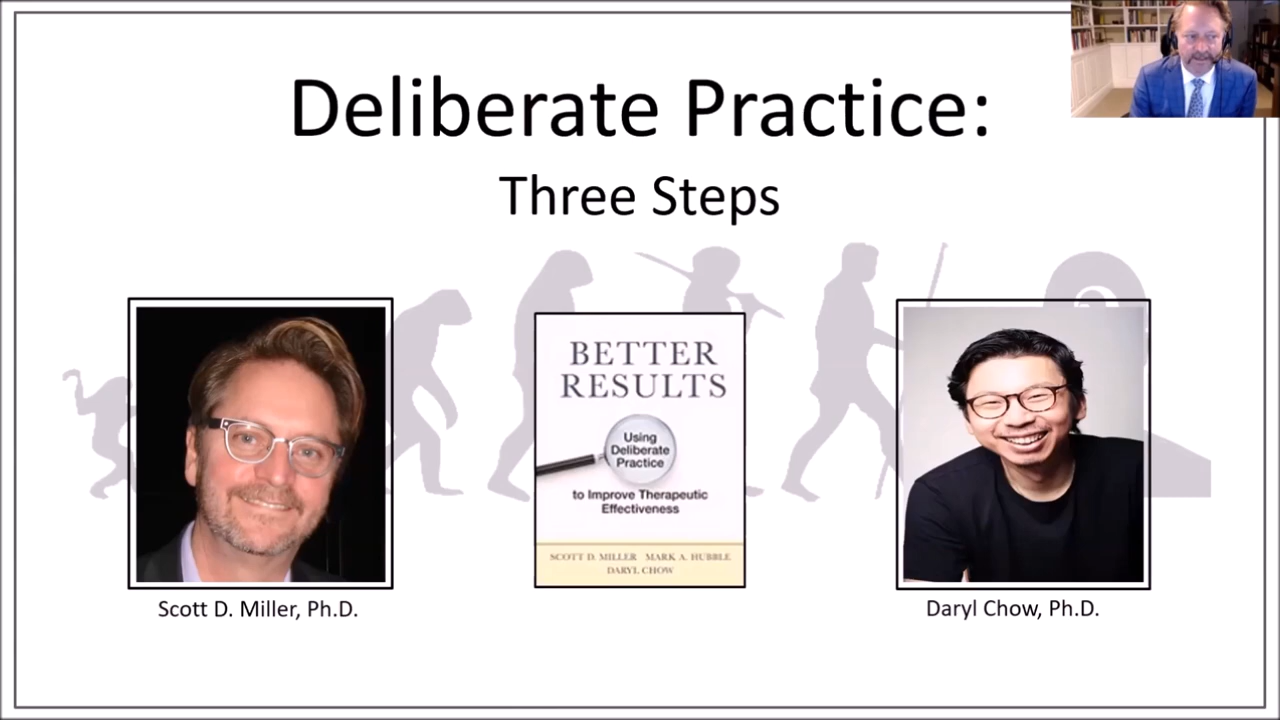 Deliberate Practice:
Three Steps
BETTER
RESULTS
Using
Deliberate
Practice
to Improve Therapeutic
Effectiveness
SCOTT D. MILLER MARK A. HUBBLE
DARYL CHOW
Scott D. Miller, Ph.D.
Daryl Chow, Ph.D.